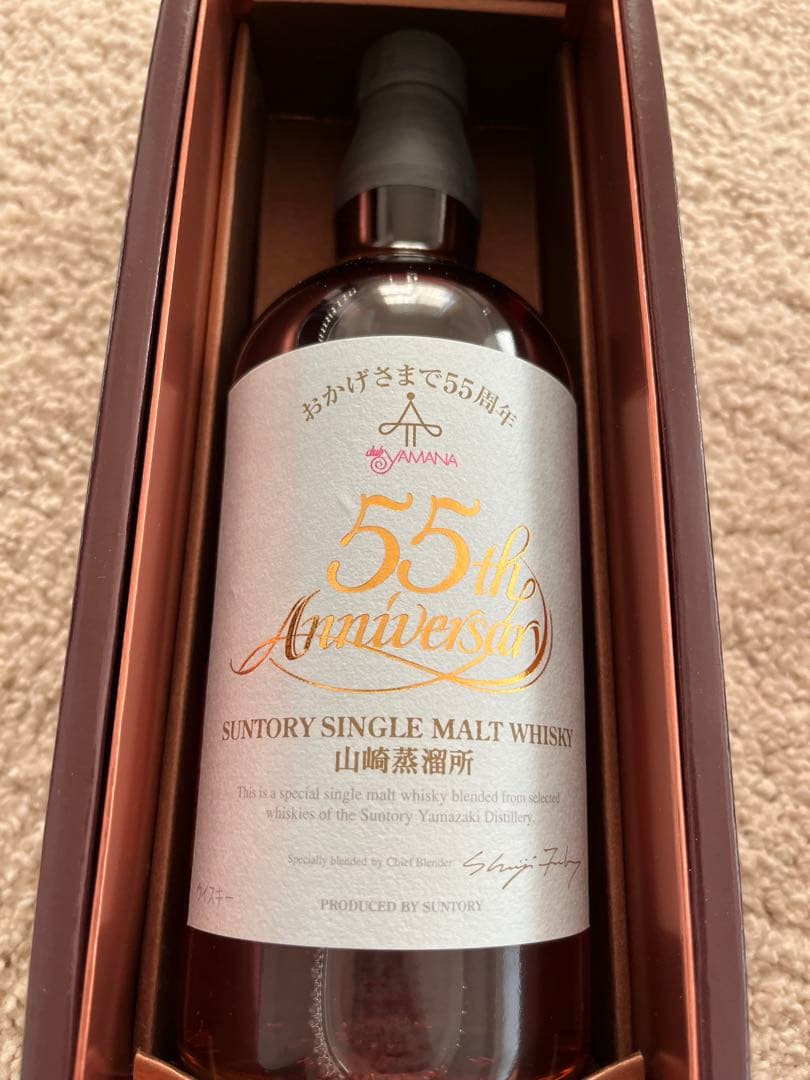 おかげさまで55周年
club YAMANA
55th
Anniversary
SUNTORY SINGLE MALT WHISKY
山崎蒸溜所
This is a special single malt whisky blended from selected
whiskies of the Suntory Yamazaki Distillery.
Specially blended by Chief Blender
ウイスキー
PRODUCED BY SUNTORY